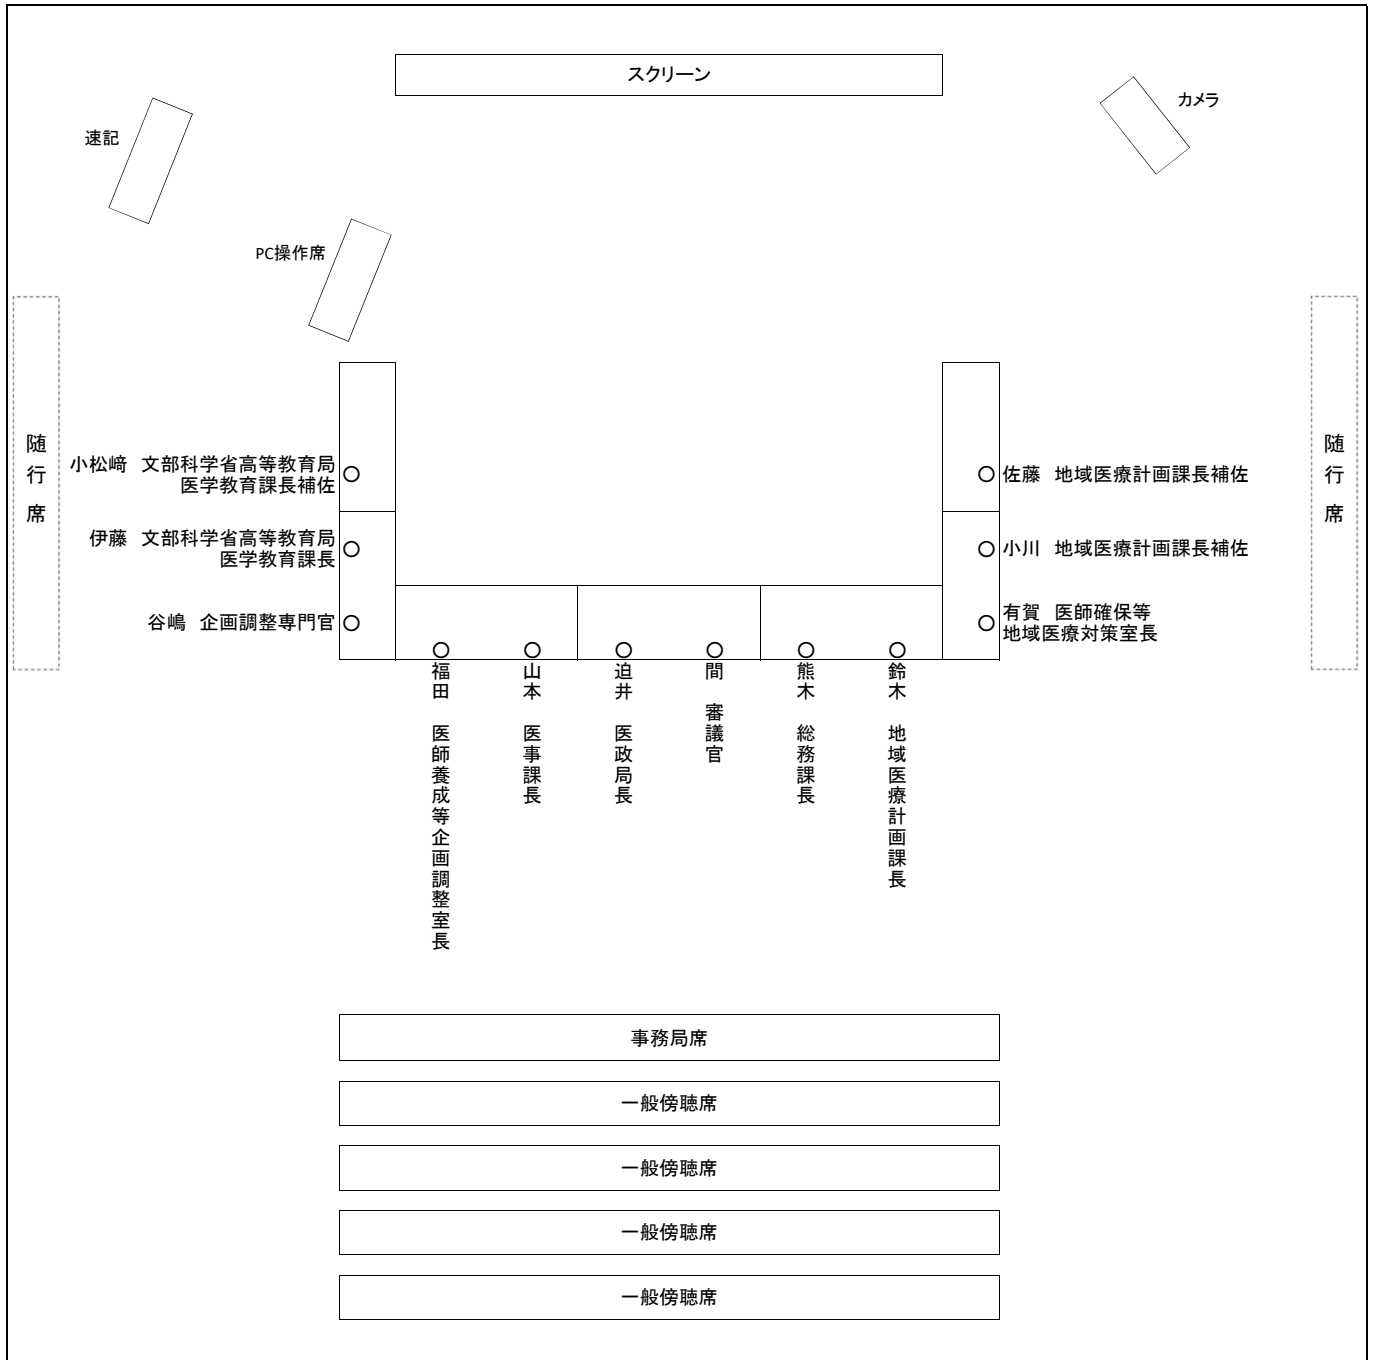 スクリーン
カメラ
速記
PC操作席
随行席
随行席
小松﨑　文部科学省高等教育局
医学教育課長補佐
佐藤　地域医療計画課長補佐
伊藤　文部科学省高等教育局
医学教育課長
小川　地域医療計画課長補佐
谷嶋　企画調整専門官
有賀　医師確保等
地域医療対策室長
福田　医師養成等企画調整室長
山本　医事課長
迫井　医政局長
間　審議官
熊木　総務課長
鈴木　地域医療計画課長
事務局席
一般傍聴席
一般傍聴席
一般傍聴席
一般傍聴席